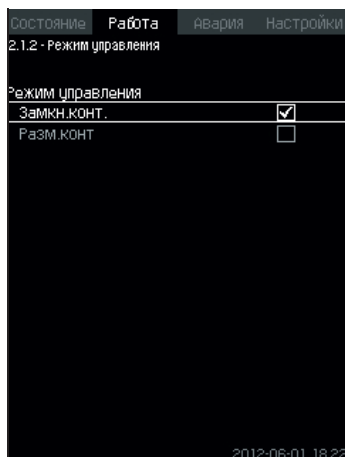 Состояние Работа Авария Настройки
2.1.2 - Режим управления
Режим управления
Замкн.конт.
Разм.конт
2012-06-01 18:22